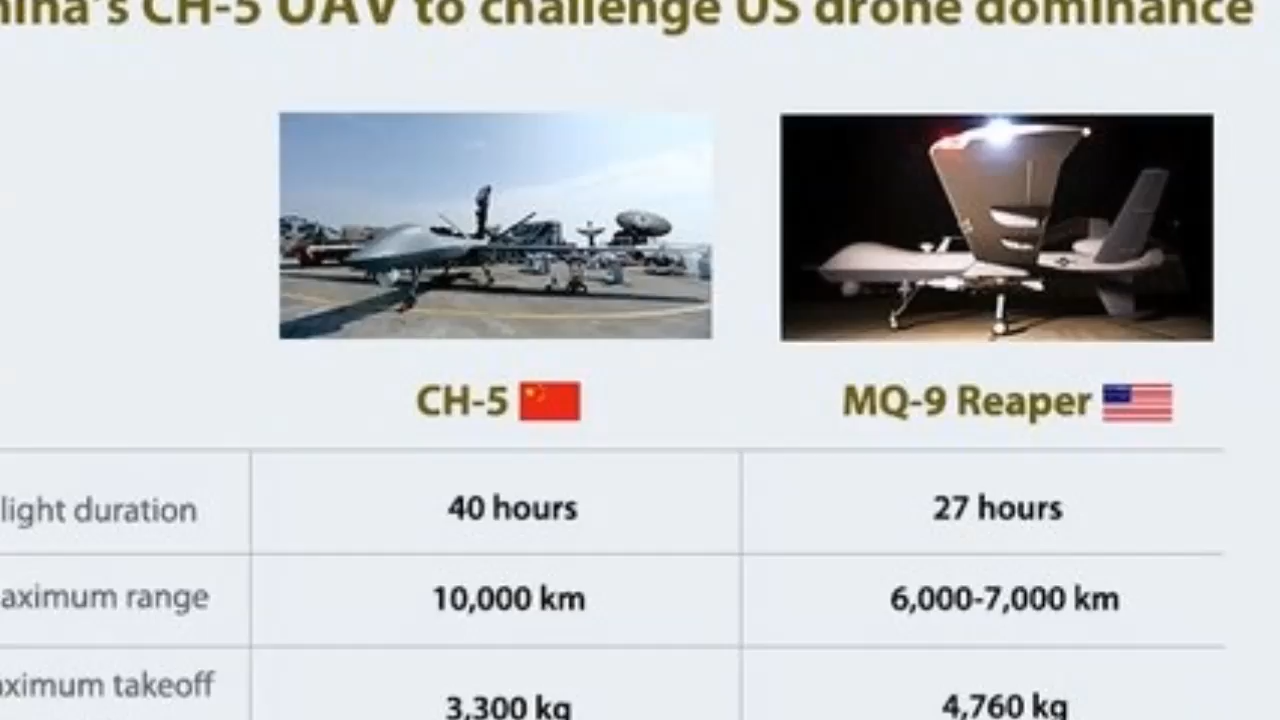 hina's CH-5 UAV to challenge US drone dominance
CH-5
MQ-9 Reaper
light duration
40 hours
27 hours
aximum range
10,000 km
6,000-7,000 km
aximum takeoff
3,300 kg
4,760 kg